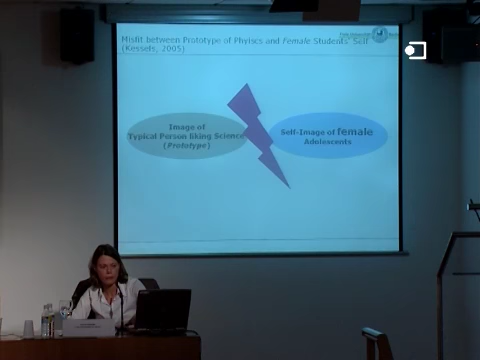 Misfit between Prototype of Phyiscs and Female Students' Self
(Kessels, 2005)
Image of
Typical Person liking Science
(Prototype)
Self-Image of female
Adolescents